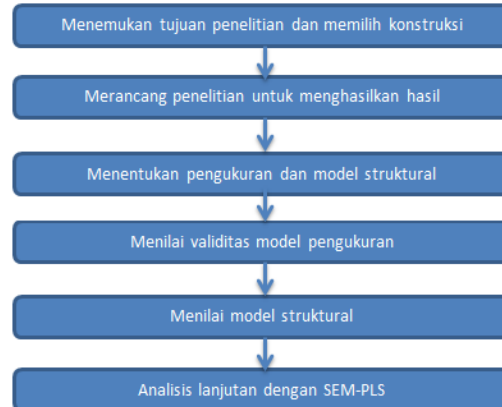 Menemukan tujuan penelitian dan memilih konstruksi
Merancang penelitian untuk menghasilkan hasil
Menentukan pengukuran dan model struktural
Menilai validitas model pengukuran
Menilai model struktural
Analisis lanjutan dengan SEM-PLS